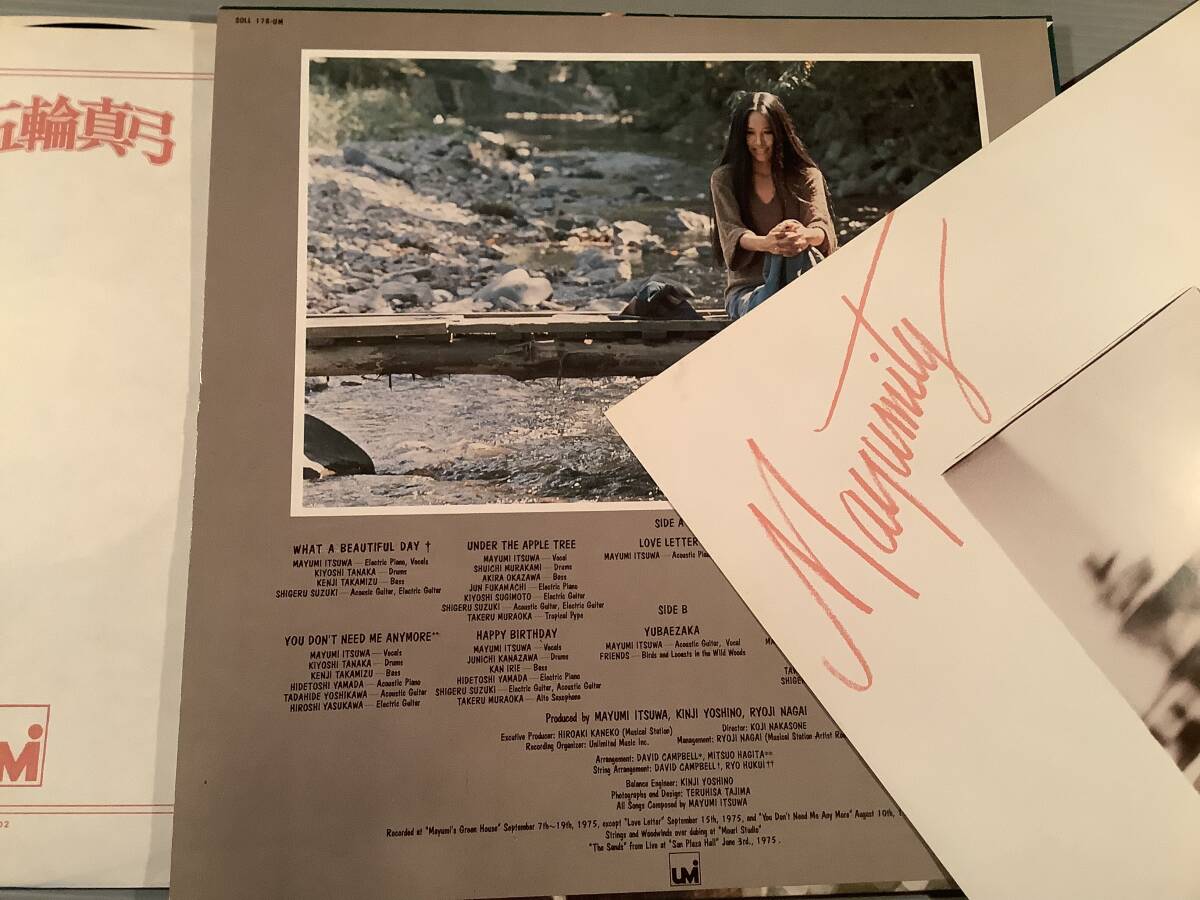 SOLL 178-UM
五輪真弓
Mayumity
SIDE A
WHAT A BEAUTIFUL DAY †
MAYUMI ITSUWA — Electric Piano, Vocals
KIYOSHI TANAKA — Drums
KENJI TAKAMIZU — Bass
SHIGERU SUZUKI — Acoustic Guitar, Electric Guitar
UNDER THE APPLE TREE
MAYUMI ITSUWA — Vocal
SHUICHI MURAKAMI — Drums
AKIRA OKAZAWA — Bass
JUN FUKAMACHI — Electric Piano
KIYOSHI SUGIMOTO — Electric Guitar
SHIGERU SUZUKI — Acoustic Guitar, Electric Guitar
TAKERU MURAOKA — Tropical Pype
LOVE LETTER
MAYUMI ITSUWA — Acoustic
SIDE B
YOU DON'T NEED ME ANYMORE**
MAYUMI ITSUWA — Vocals
KIYOSHI TANAKA — Drums
KENJI TAKAMIZU — Bass
HIDETOSHI YAMADA — Acoustic Piano
TADAHIDE YOSHIKAWA — Acoustic Guitar
HIROSHI YASUKAWA — Electric Guitar
HAPPY BIRTHDAY
MAYUMI ITSUWA — Vocals
JUNICHI KANAZAWA — Drums
KAN IRIE — Bass
HIDETOSHI YAMADA — Electric Piano
SHIGERU SUZUKI — Electric Guitar, Acoustic Guitar
TAKERU MURAOKA — Alto Saxophone
YUBAEZAKA
MAYUMI ITSUWA — Acoustic Guitar, Vocal
FRIENDS — Birds and Locusts in the Wild Woods
Produced by MAYUMI ITSUWA, KINJI YOSHINO, RYOJI NAGAI
Excutive Producer: HIROAKI KANEKO (Musical Station) Director: KOJI NAKASONE
Recording Organizer: Unlimited Music Inc. Management: RYOJI NAGAI (Musical Station Artist
Arrangement: DAVID CAMPBELL*, MITSUO HAGITA**
String Arrangement: DAVID CAMPBELL†, RYO HUKUI††
Balance Engineer: KINJI YOSHINO
Photographs and Design: TERUHISA TAJIMA
All Songs Composed by MAYUMI ITSUWA
Recorded at "Mayumi's Green House" September 7th~19th, 1975, except "Love Letter" September 15th, 1975, and "You Don't Need Me Any More" August 10th,
Strings and Woodwinds over dubing at "Mouri Studio"
"The Sands" from Live at "San Plaza Hall" June 3rd., 1975.
UM